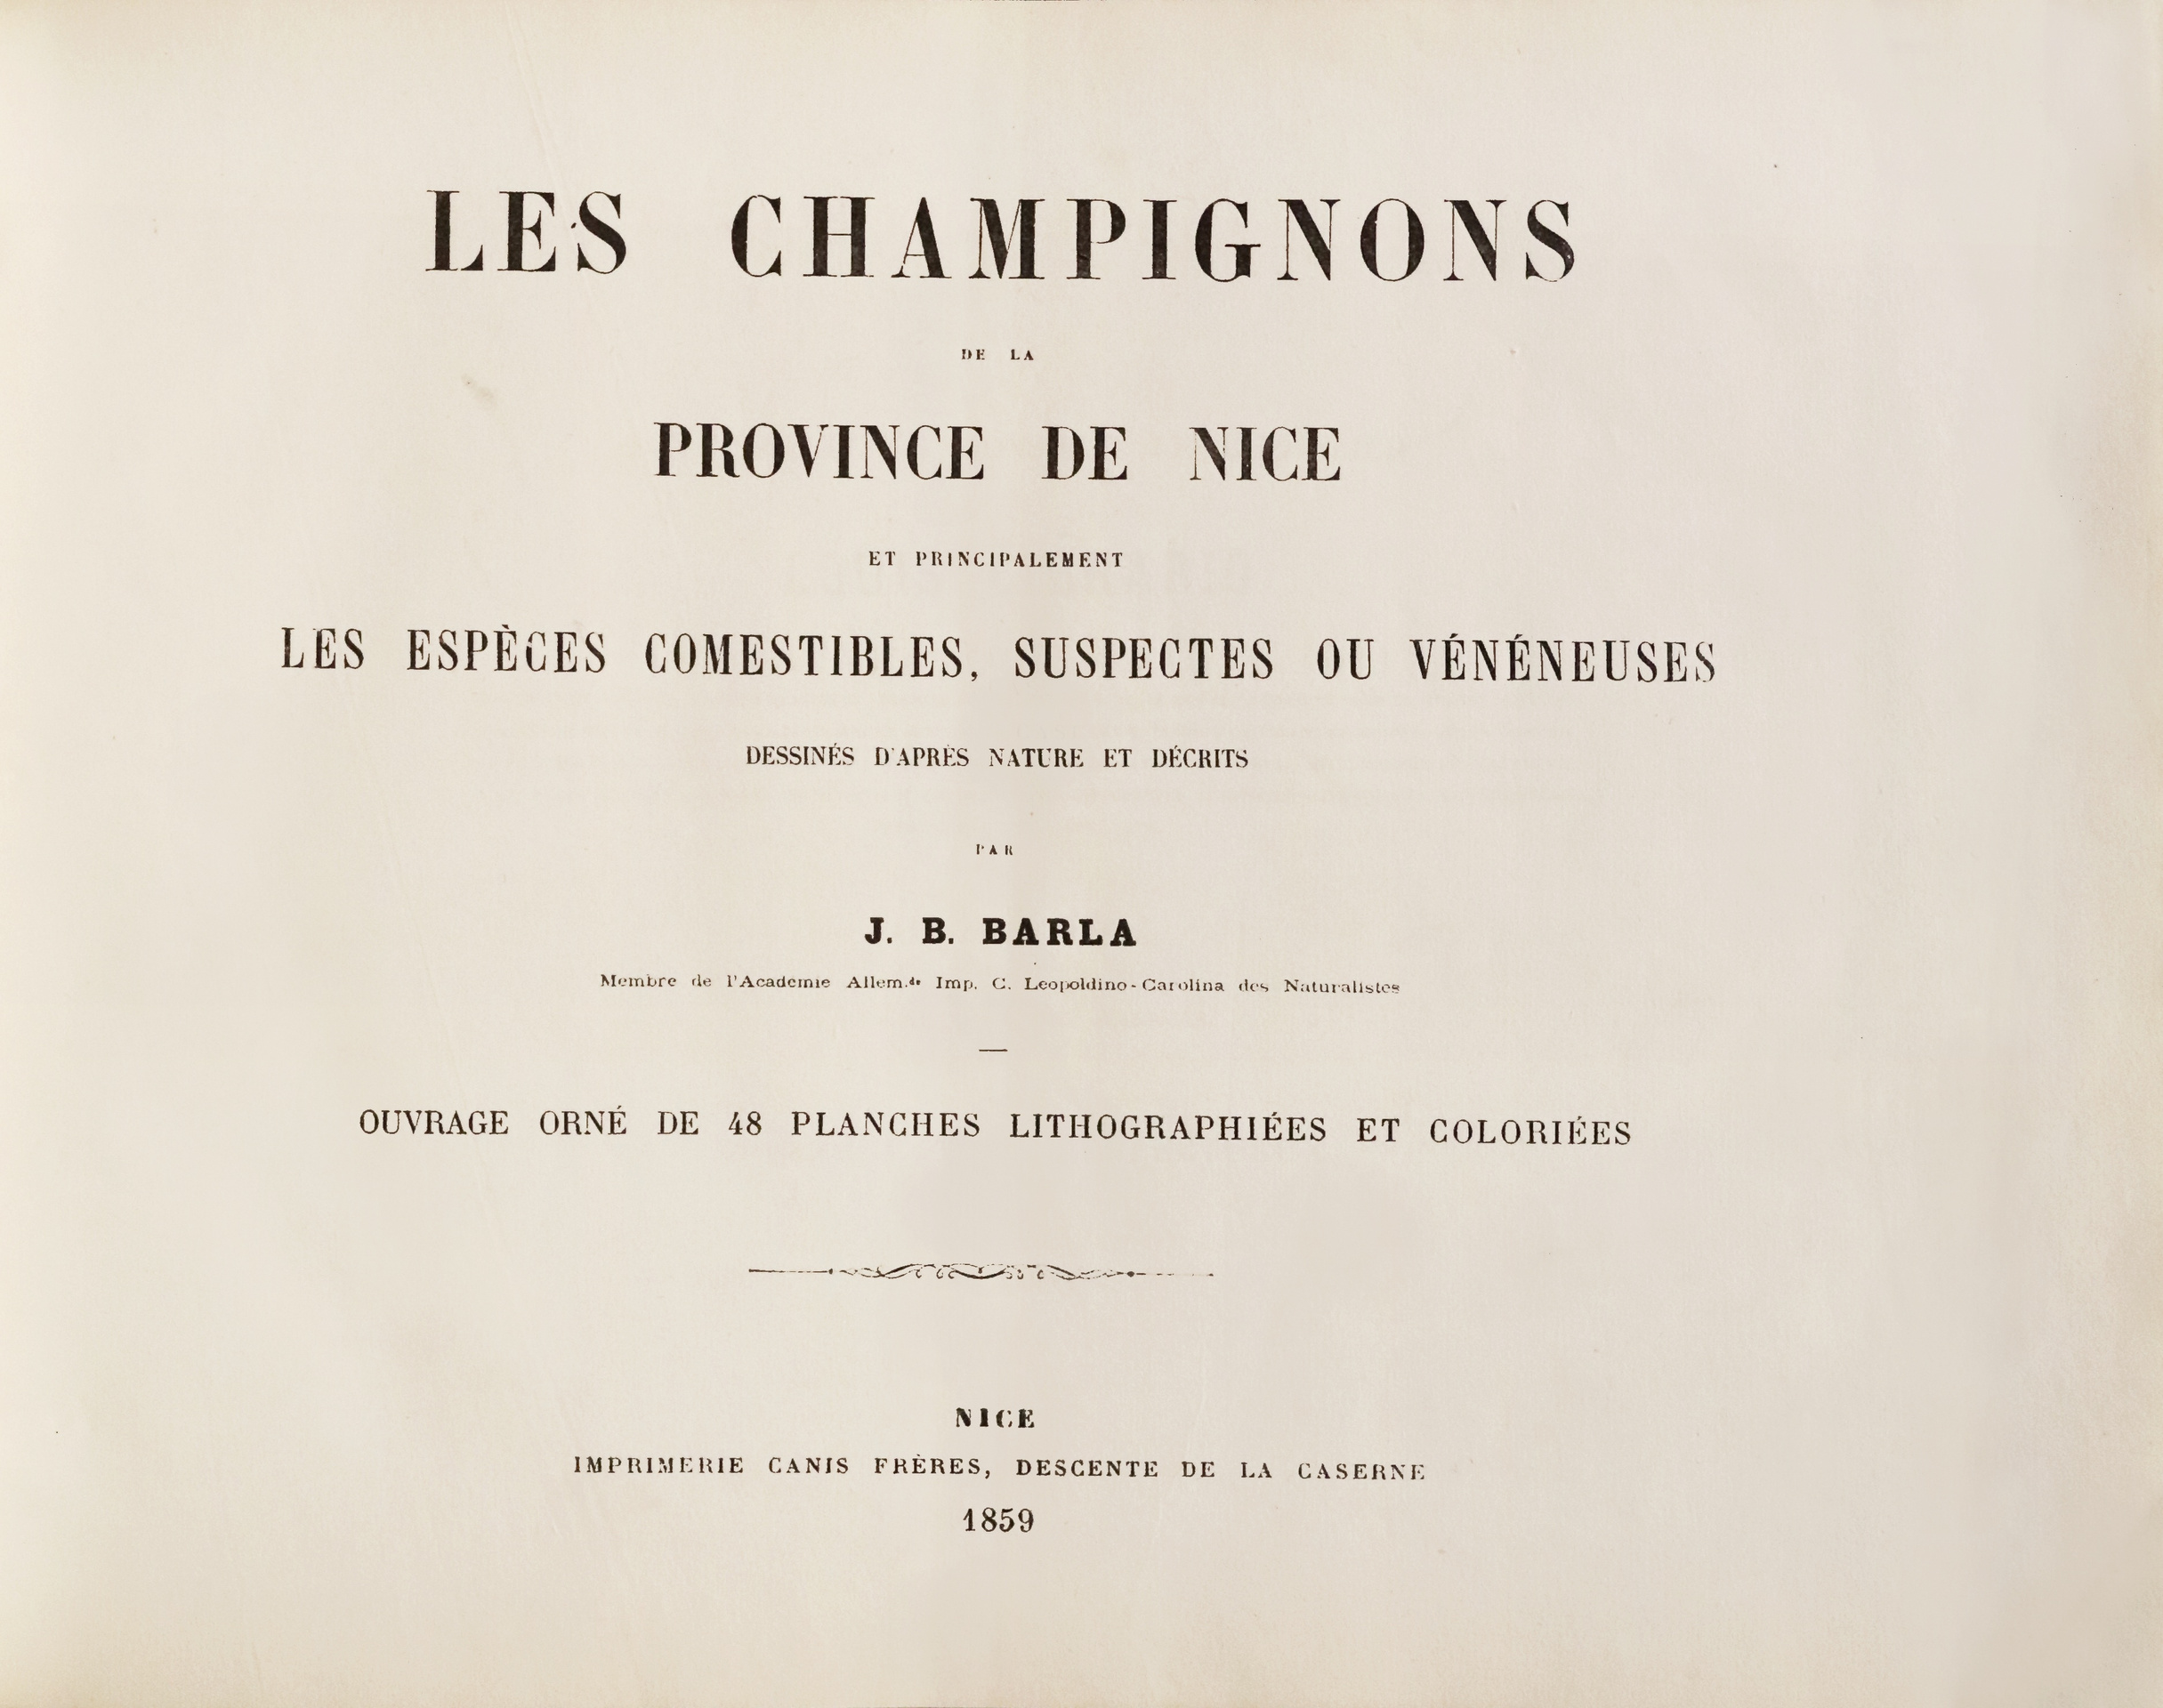 LES CHAMPIGNONS
DE LA
PROVINCE DE NICE
ET PRINCIPALEMENT
LES ESPÈCES COMESTIBLES, SUSPECTES OU VÉNÉNEUSES
DESSINÉS D'APRÈS NATURE ET DÉCRITS
PAR
J. B. BARLA
Membre de l'Academie Allem.de Imp. C. Leopoldino-Carolina des Naturalistes
OUVRAGE ORNÉ DE 48 PLANCHES LITHOGRAPHIÉES ET COLORIÉES
NICE
IMPRIMERIE CANIS FRÈRES, DESCENTE DE LA CASERNE
1859